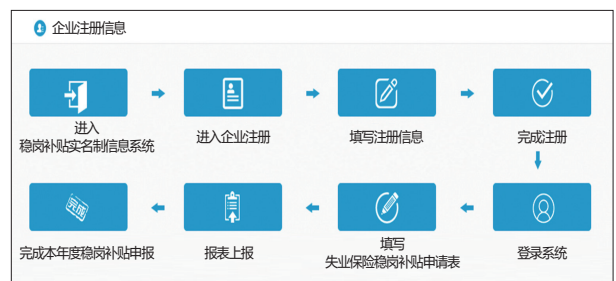 企业注册信息
进入
稳岗补贴实名制信息系统
进入企业注册
填写注册信息
完成注册
完成
完成本年度稳岗补贴申报
报表上报
填写
失业保险稳岗补贴申请表
登录系统